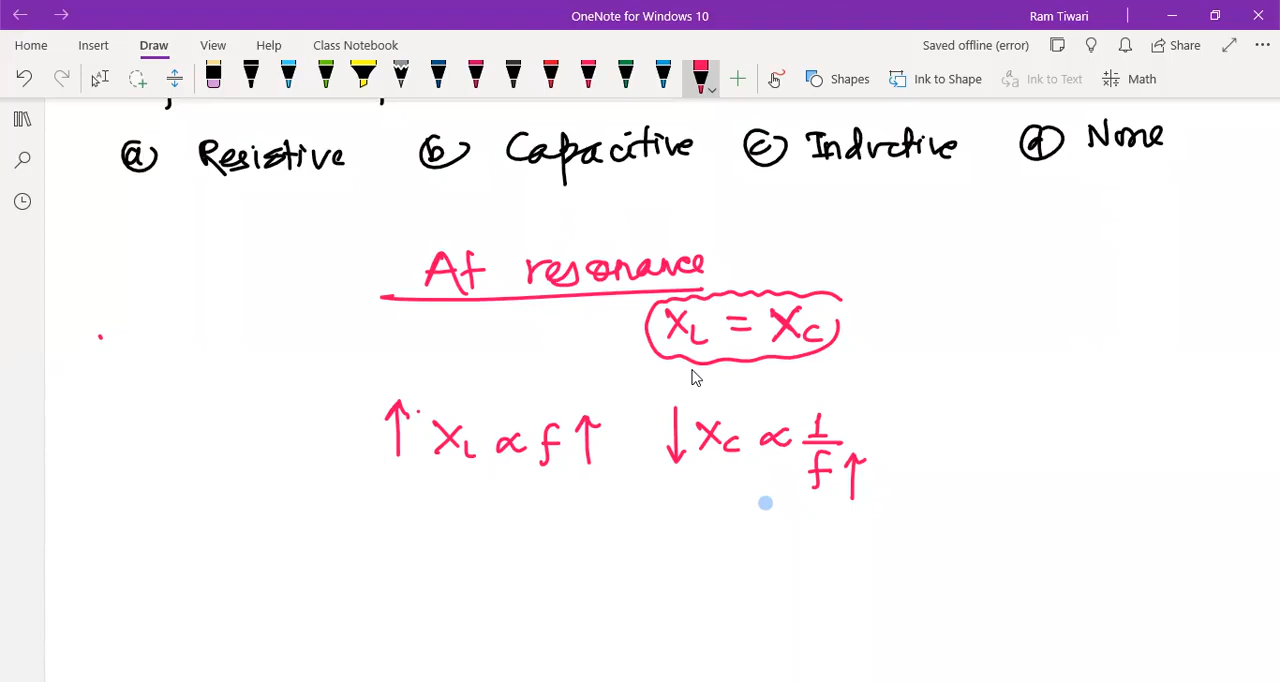 OneNote for Windows 10
Ram Tiwari
Home Insert Draw View Help Class Notebook
Saved offline (error) Share
Shapes Ink to Shape Ink to Text Math
a Resistive b Capacitive c Inductive d None
At resonance
XL = XC
↑ XL ∝ f ↑ ↓ XC ∝ 1/f ↑